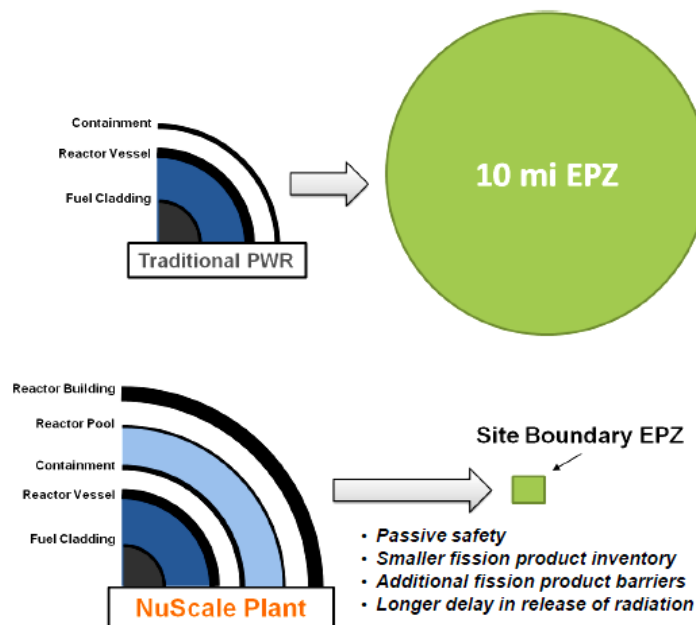 Containment
Reactor Vessel
Fuel Cladding
Traditional PWR
10 mi EPZ
Reactor Building
Reactor Pool
Containment
Reactor Vessel
Fuel Cladding
NuScale Plant
Site Boundary EPZ
• Passive safety
• Smaller fission product inventory
• Additional fission product barriers
• Longer delay in release of radiation